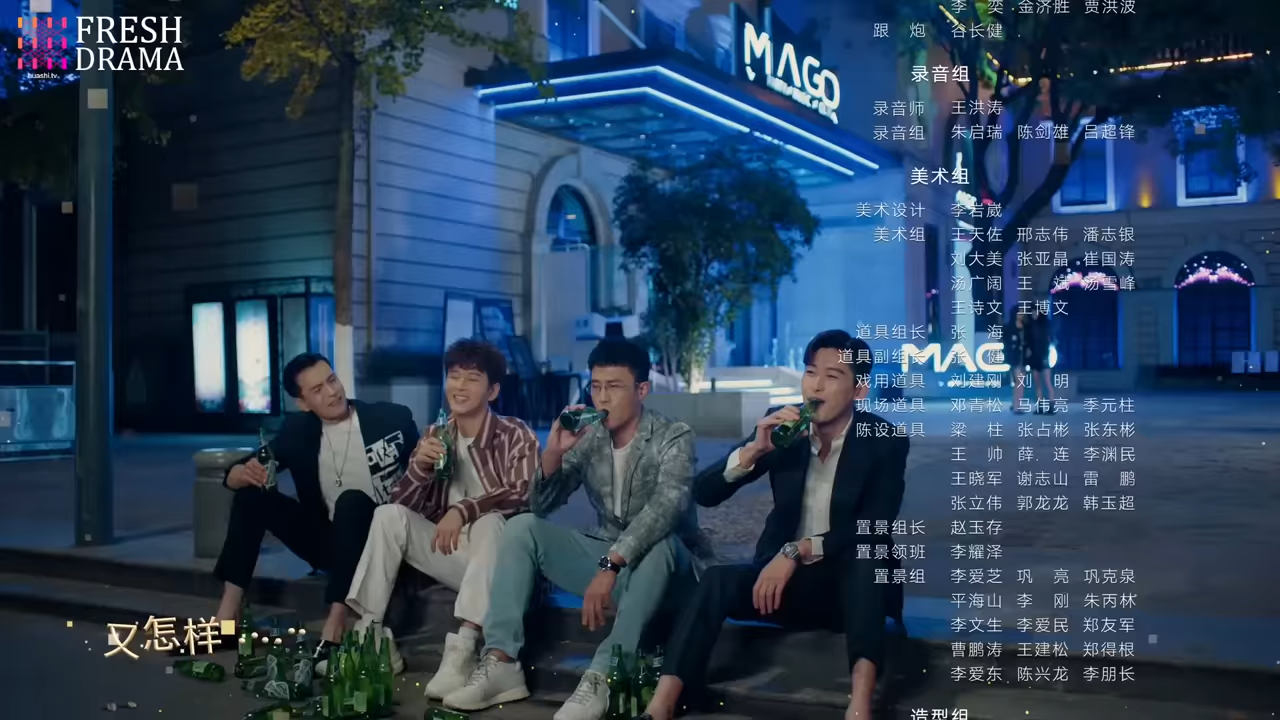 FRESH
DRAMA
huashi.tv
MAGO
李 奕 金济胜 贾洪波
跟 炮 谷长健
录音组
录音师 王洪涛
录音组 朱启瑞 陈剑雄 吕超锋
美术组
美术设计 李岩崴
美术组 王天佐 邢志伟 潘志银
刘大美 张亚晶 崔国涛
汤广阔 王 斌 汤雪峰
王诗文 王博文
道具组长 张 海
道具副组长 张 健
MAGO
戏用道具 刘建刚 刘 明
现场道具 邓青松 马伟亮 季元柱
陈设道具 梁 柱 张占彬 张东彬
王 帅 薛 连 李渊民
王晓军 谢志山 雷 鹏
张立伟 郭龙龙 韩玉超
置景组长 赵玉存
置景领班 李耀泽
置景组 李爱芝 巩 亮 巩克泉
平海山 李 刚 朱丙林
李文生 李爱民 郑友军
曹鹏涛 王建松 郑得根
李爱东 陈兴龙 李朋长
造型组
又怎样